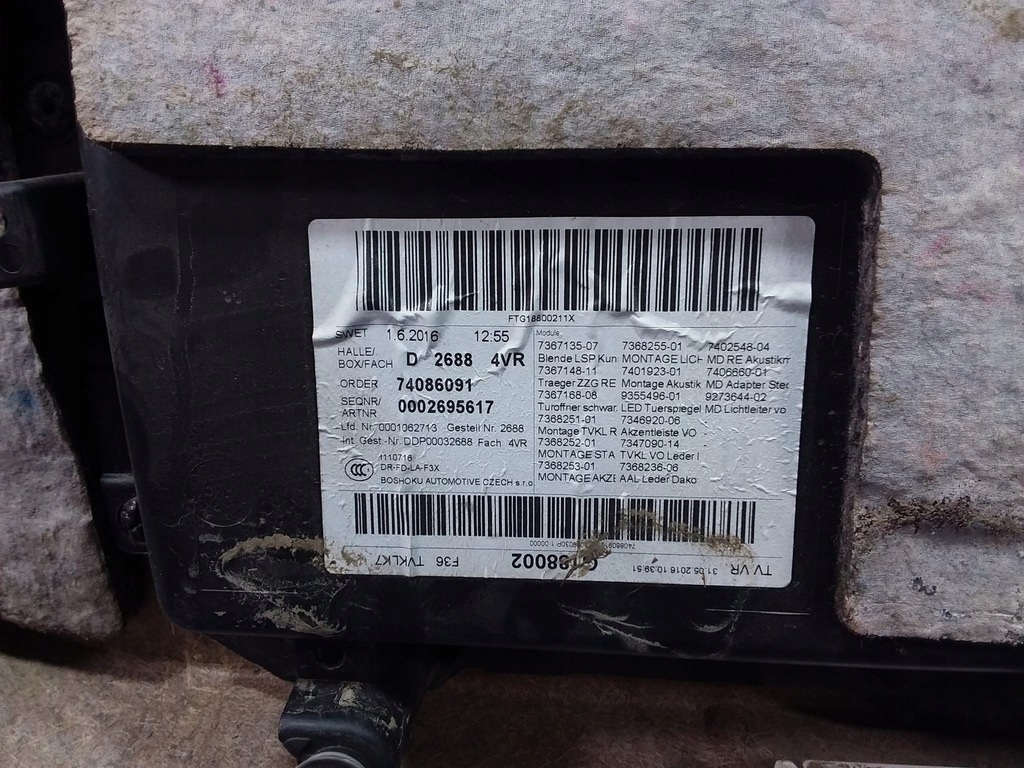 FTG18800211X
SWET 1.6.2016 12:55
HALLE/
BOX/FACH D 2688 4VR
ORDER 74086091
SEQNR/
ARTNR 0002695617
Lfd. Nr. 0001062713 Gestell Nr. 2688
Int. Gest.-Nr. DDP00032688 Fach 4VR
1110716
CCC DR-FD-LA-F3X
BOSHOKU AUTOMOTIVE CZECH s.r.o
Module
7367135-07 7368255-01 7402548-04
Blende LSP Kun MONTAGE LICH MD RE Akustikm
7367148-11 7401923-01 7406660-01
Traeger ZZG RE Montage Akustik MD Adapter Stec
7367168-08 9355496-01 9273644-02
Turoffner schwar LED Tuerspiegel MD Lichtleiter vo
7368251-01 7346920-06
Montage TVKL R Akzentleiste VO
7368252-01 7347090-14
MONTAGE STA TVKL VO Leder I
7368253-01 7368236-06
MONTAGE AKZE AAL Leder Dako
TV VR 31.05.2016 10:39:51
88002
F36 TVKLK7